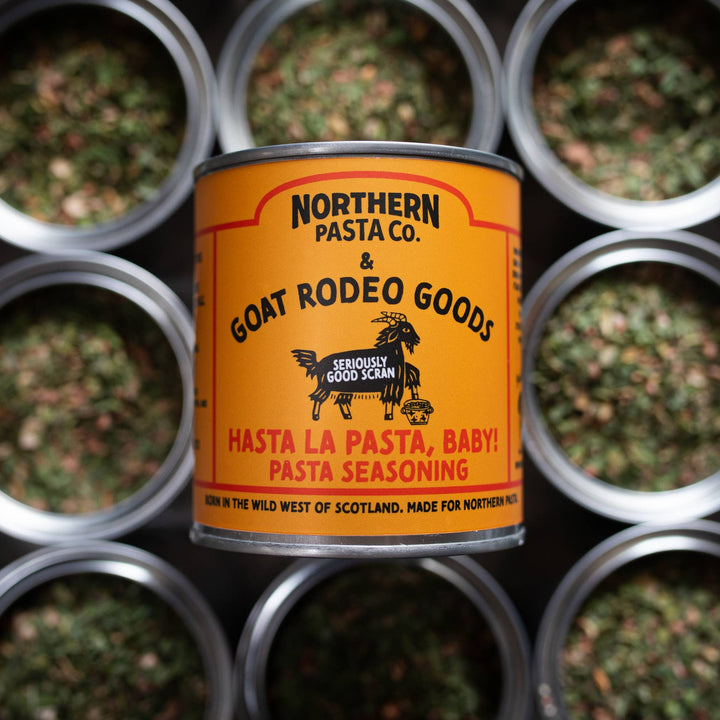 NORTHERN
PASTA CO.
&
GOAT RODEO GOODS
SERIOUSLY
GOOD SCRAN
HASTA LA PASTA, BABY!
PASTA SEASONING
BORN IN THE WILD WEST OF SCOTLAND. MADE FOR NORTHERN PASTA.